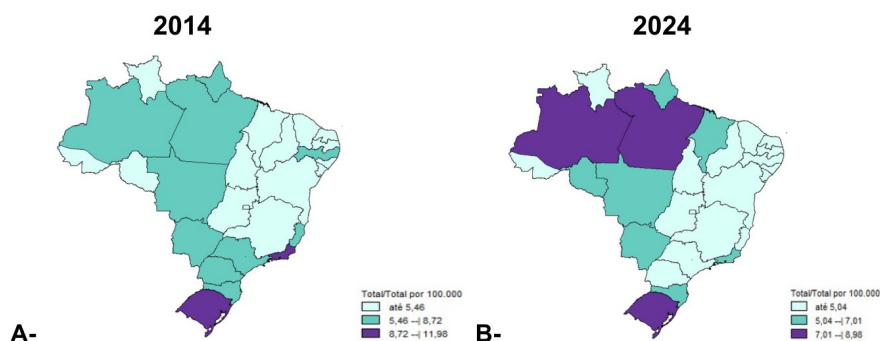 2014
2024
Total/Total por 100.000
até 5,46
5,46 --| 8,72
8,72 --| 11,98
A-
Total/Total por 100.000
até 5,04
5,04 --| 7,01
7,01 --| 8,98
B-